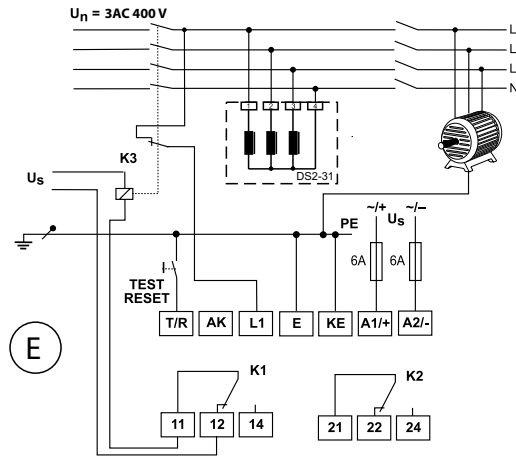 Un = 3AC 400 V
L
L
L
N
1 2 3 4
DS2-31
K3
Us
PE
~/+ Us ~/–
6A 6A
TEST
RESET
T/R AK L1 E KE A1/+ A2/-
E
K1
11 12 14
K2
21 22 24